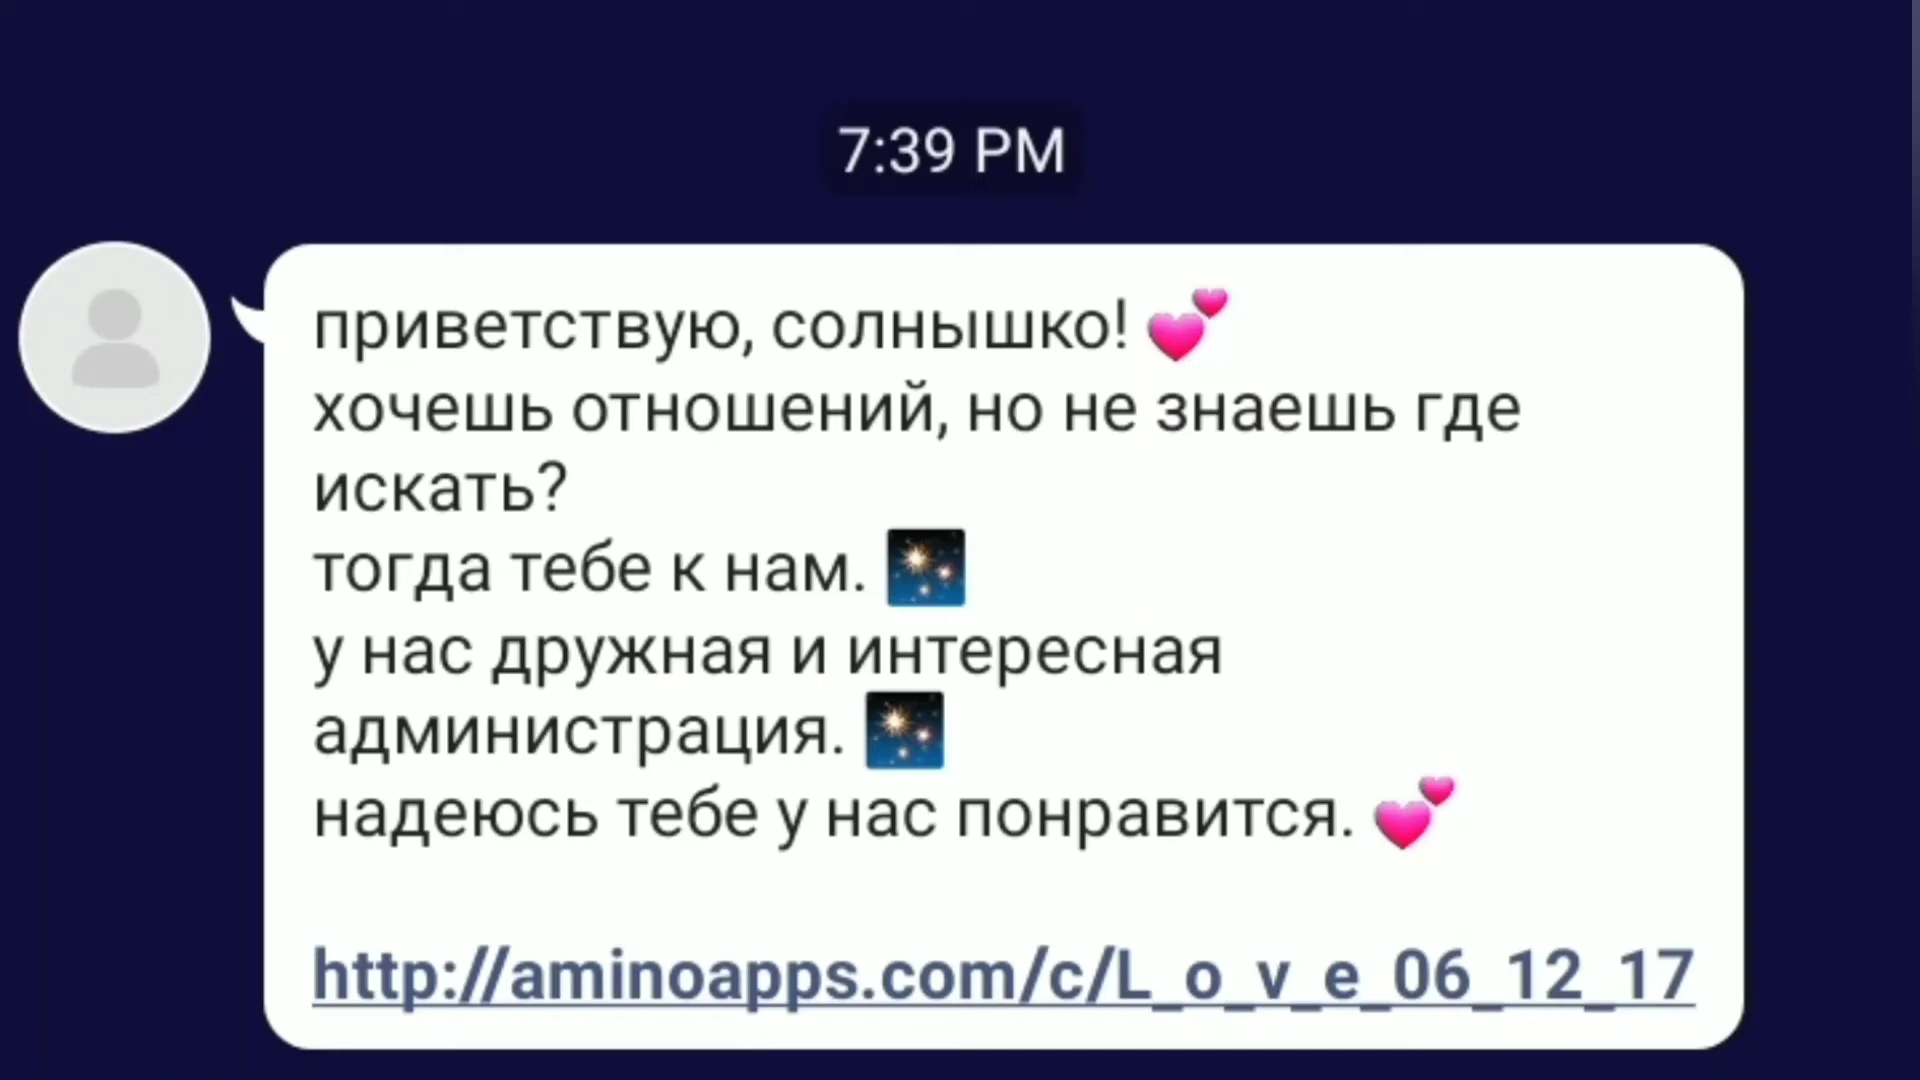 7:39 PM
приветствую, солнышко! 💕
хочешь отношений, но не знаешь где
искать?
тогда тебе к нам. 🎇
у нас дружная и интересная
администрация. 🎇
надеюсь тебе у нас понравится. 💕
http://aminoapps.com/c/L_o_v_e_06_12_17